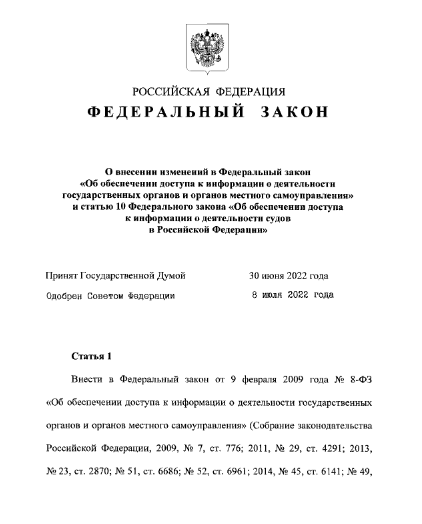 РОССИЙСКАЯ ФЕДЕРАЦИЯ
ФЕДЕРАЛЬНЫЙ ЗАКОН
О внесении изменений в Федеральный закон
«Об обеспечении доступа к информации о деятельности
государственных органов и органов местного самоуправления»
и статью 10 Федерального закона «Об обеспечении доступа
к информации о деятельности судов
в Российской Федерации»
Принят Государственной Думой 30 июня 2022 года
Одобрен Советом Федерации 8 июля 2022 года
Статья 1
Внести в Федеральный закон от 9 февраля 2009 года № 8-ФЗ
«Об обеспечении доступа к информации о деятельности государственных
органов и органов местного самоуправления» (Собрание законодательства
Российской Федерации, 2009, № 7, ст. 776; 2011, № 29, ст. 4291; 2013,
№ 23, ст. 2870; № 51, ст. 6686; № 52, ст. 6961; 2014, № 45, ст. 6141; № 49,